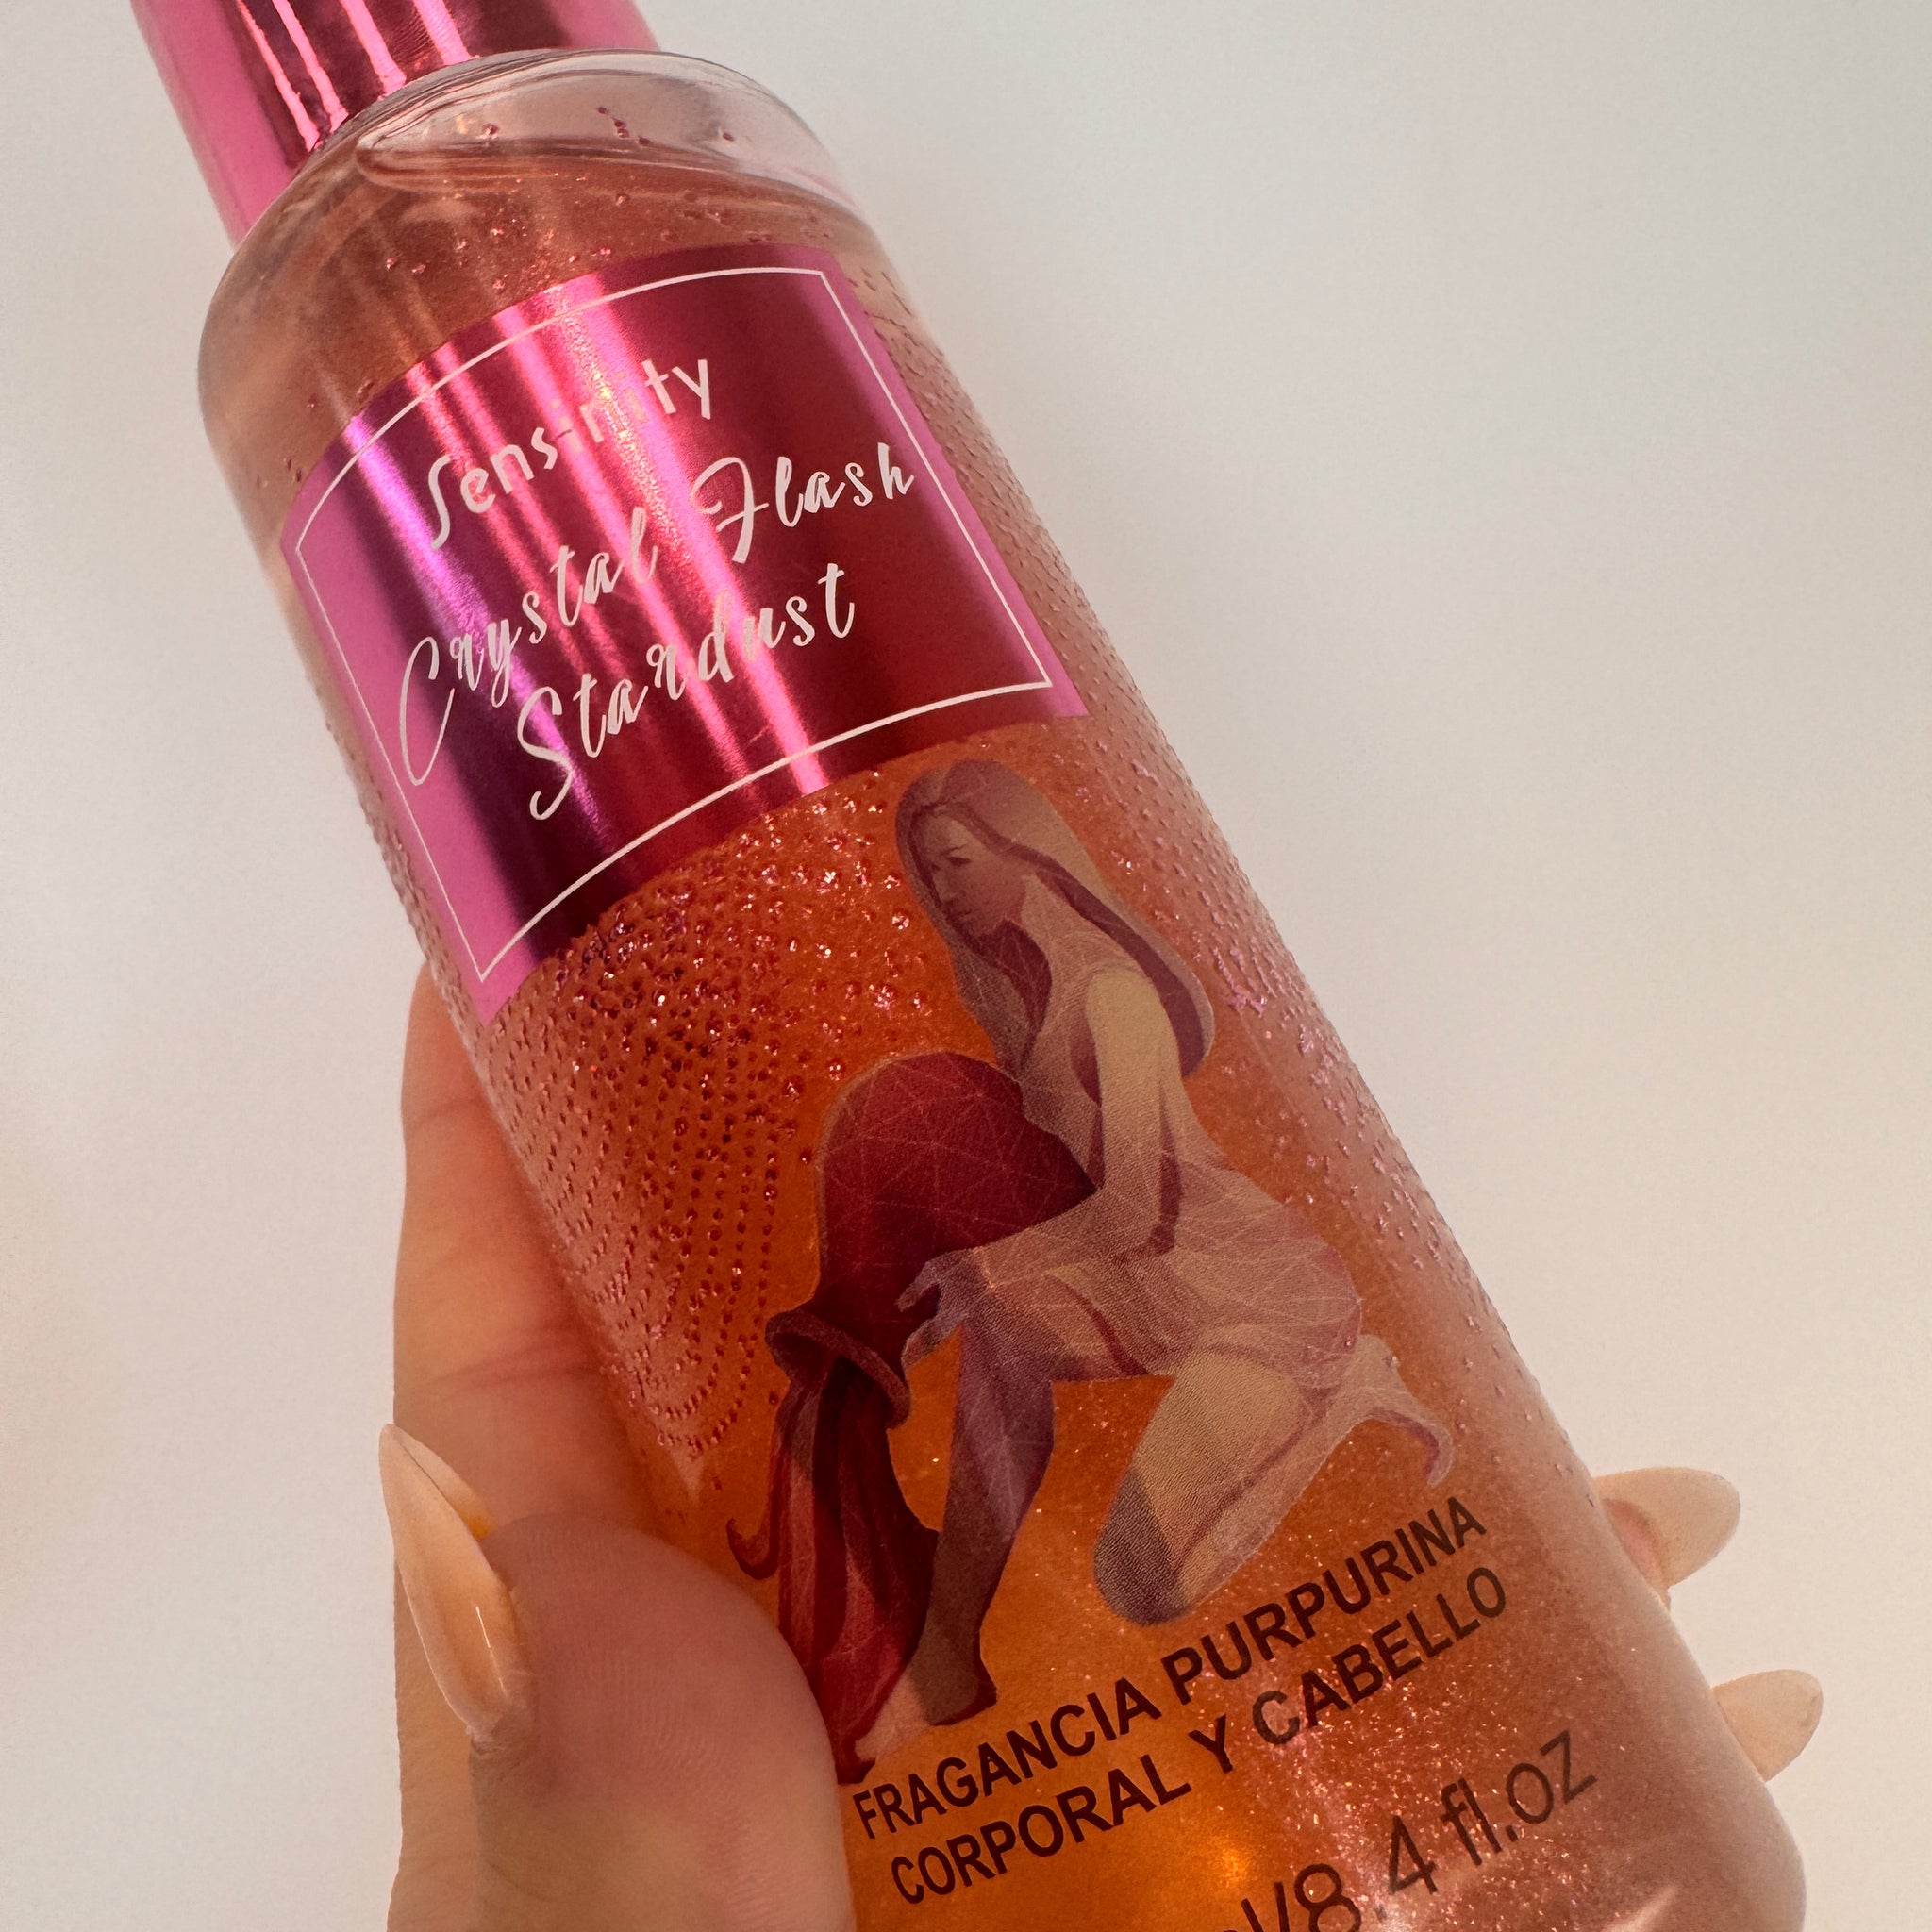 Sensinity
Crystal Flash
Stardust
FRAGANCIA PURPURINA
CORPORAL Y CABELLO
l/8.4 fl.oz